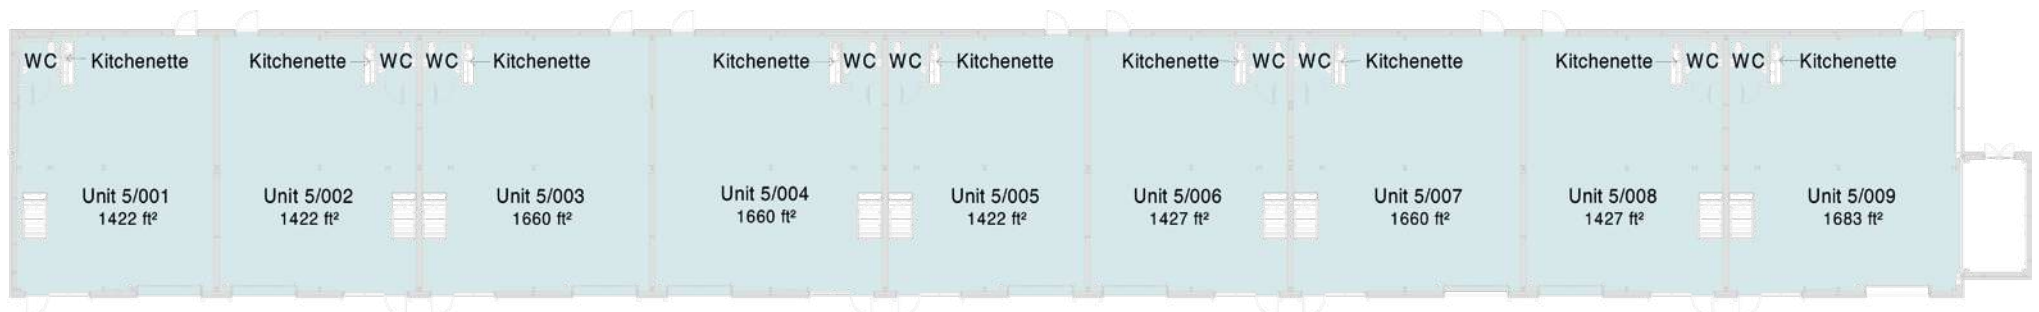 WC Kitchenette Kitchenette WC WC Kitchenette Kitchenette WC WC Kitchenette Kitchenette WC WC Kitchenette Kitchenette WC WC Kitchenette
Unit 5/001 Unit 5/002 Unit 5/003 Unit 5/004 Unit 5/005 Unit 5/006 Unit 5/007 Unit 5/008 Unit 5/009
1422 ft² 1422 ft² 1660 ft² 1660 ft² 1422 ft² 1427 ft² 1660 ft² 1427 ft² 1683 ft²